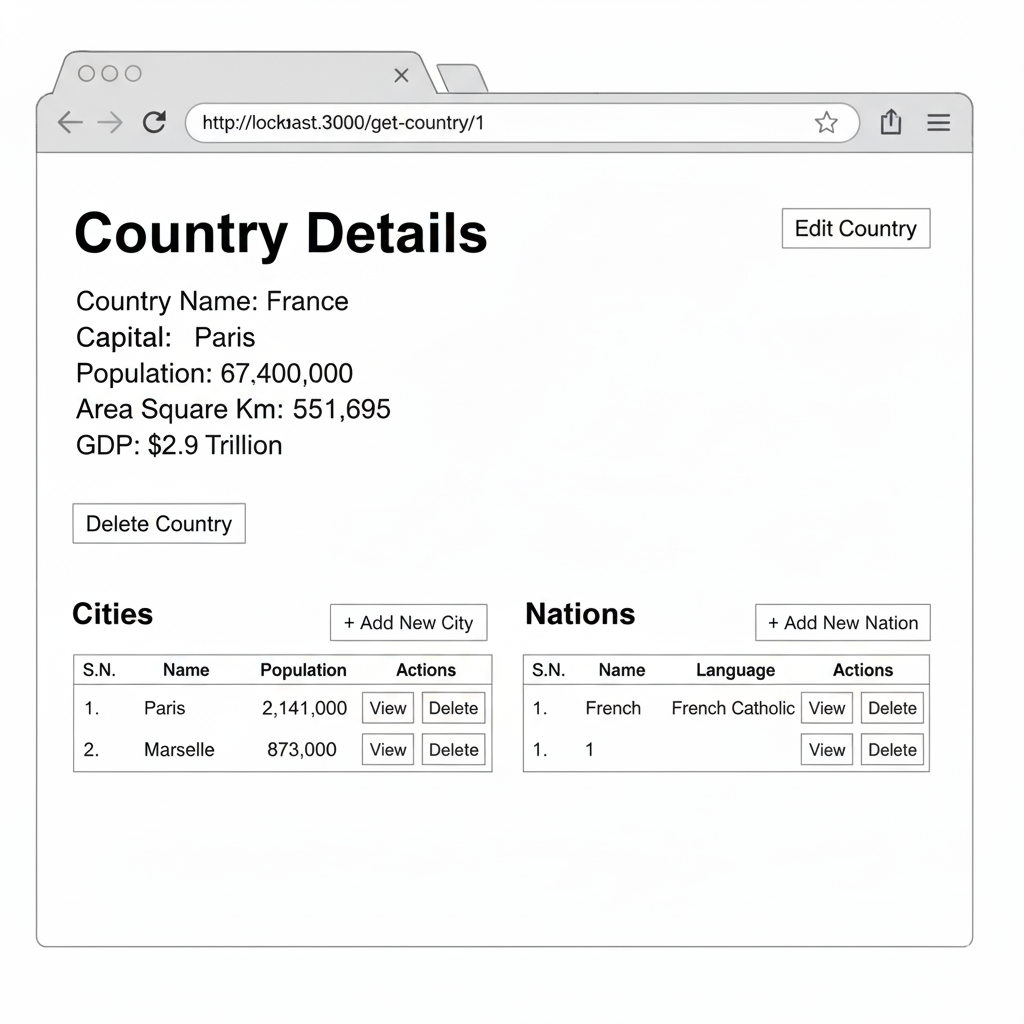 http://lockıast.3000/get-country/1
Country Details
Edit Country
Country Name: France
Capital: Paris
Population: 67,400,000
Area Square Km: 551,695
GDP: $2.9 Trillion
Delete Country
Cities
+ Add New City
S.N. Name Population Actions
1. Paris 2,141,000 View Delete
2. Marselle 873,000 View Delete
Nations
+ Add New Nation
S.N. Name Language Actions
1. French French Catholic View Delete
1. 1 View Delete